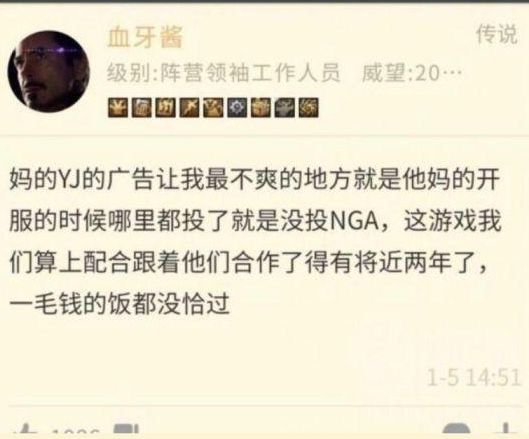 血牙酱
传说
级别:阵营领袖工作人员 威望:20…
妈的YJ的广告让我最不爽的地方就是他妈的开
服的时候哪里都投了就是没投NGA，这游戏我
们算上配合跟着他们合作了得有将近两年了，
一毛钱的饭都没恰过
1-5 14:51